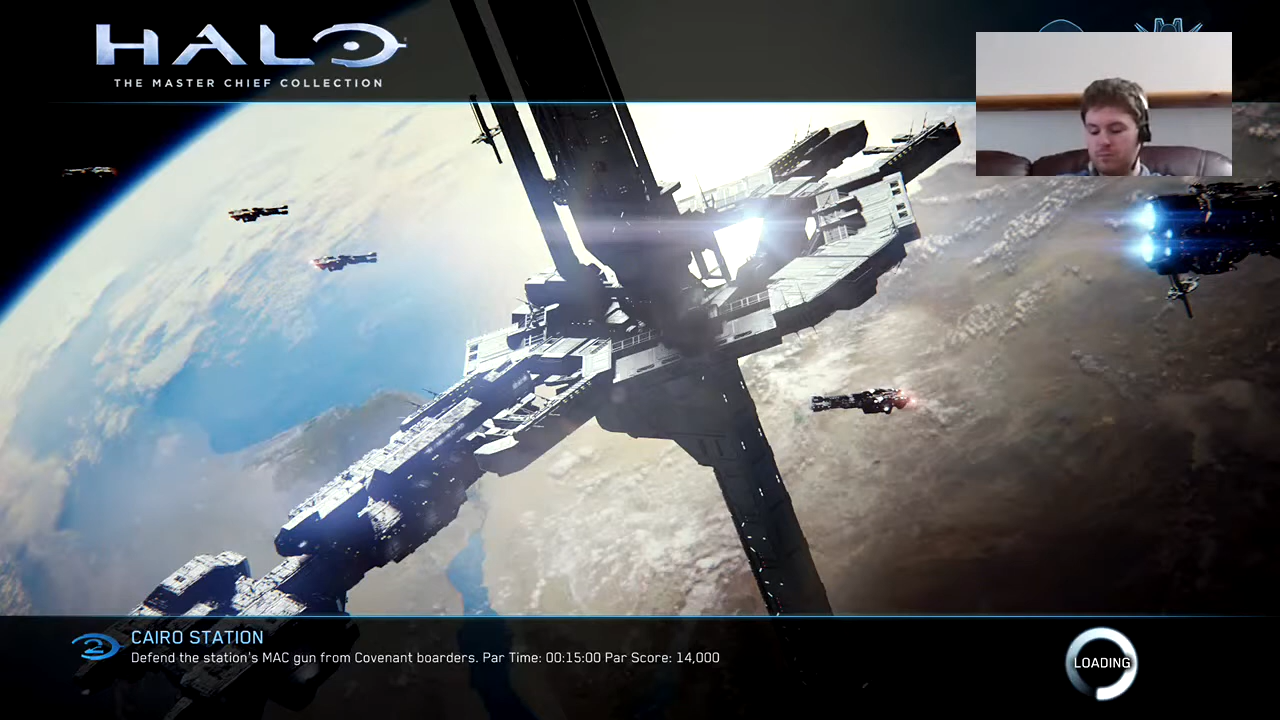 HALO
THE MASTER CHIEF COLLECTION
2
CAIRO STATION
Defend the station's MAC gun from Covenant boarders. Par Time: 00:15:00 Par Score: 14,000
LOADING